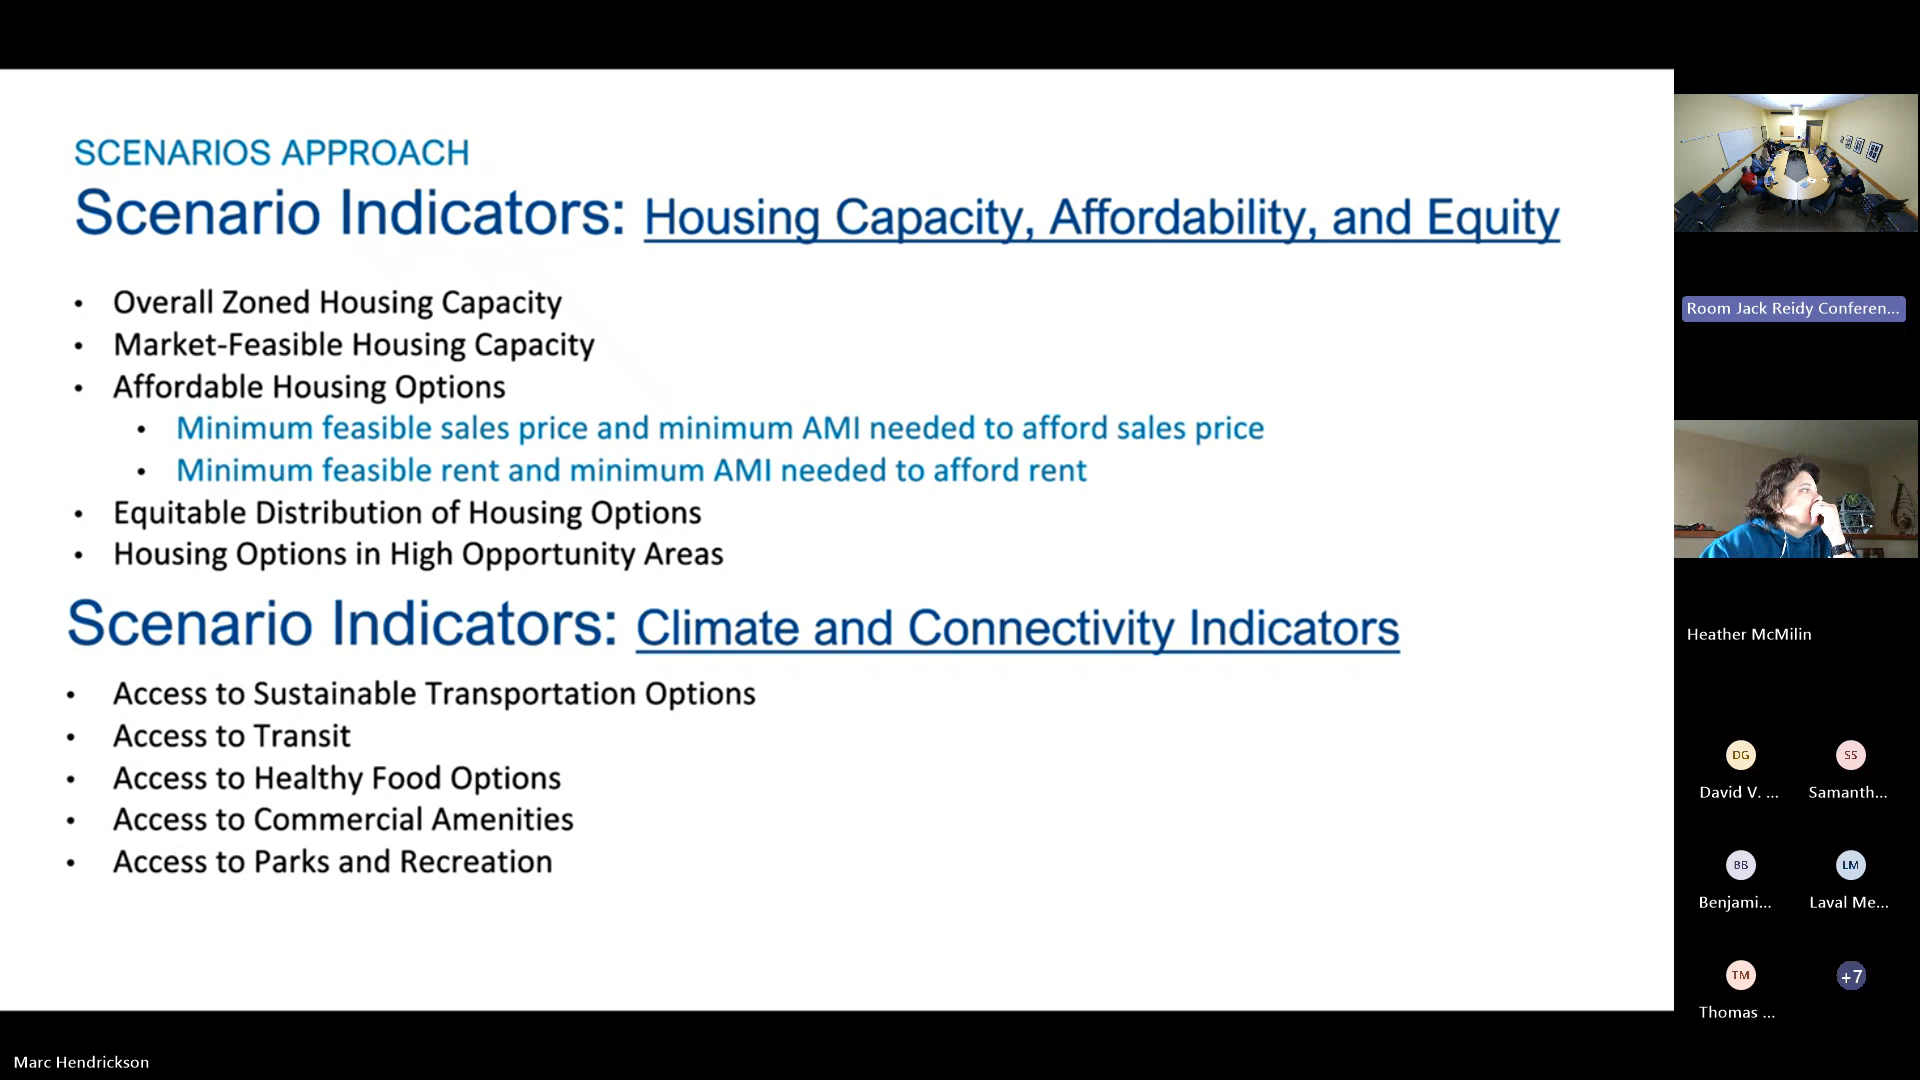 SCENARIOS APPROACH
Scenario Indicators: Housing Capacity, Affordability, and Equity
• Overall Zoned Housing Capacity
• Market-Feasible Housing Capacity
• Affordable Housing Options
• Minimum feasible sales price and minimum AMI needed to afford sales price
• Minimum feasible rent and minimum AMI needed to afford rent
• Equitable Distribution of Housing Options
• Housing Options in High Opportunity Areas
Scenario Indicators: Climate and Connectivity Indicators
• Access to Sustainable Transportation Options
• Access to Transit
• Access to Healthy Food Options
• Access to Commercial Amenities
• Access to Parks and Recreation
Marc Hendrickson
Room Jack Reidy Conferen...
Heather McMilin
DG
David V. ...
SS
Samanth...
BB
Benjami...
LM
Laval Me...
TM
Thomas ...
+7